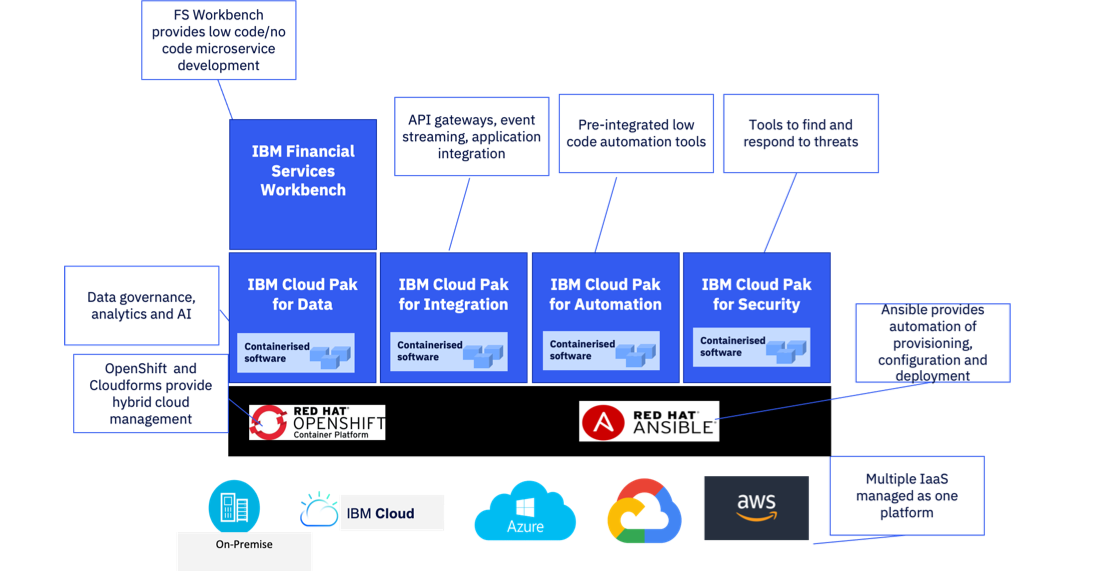 FS Workbench
provides low code/no
code microservice
development
API gateways, event
streaming, application
integration
Pre-integrated low
code automation tools
Tools to find and
respond to threats
IBM Financial
Services
Workbench
Data governance,
analytics and AI
IBM Cloud Pak
for Data
Containerised
software
IBM Cloud Pak
for Integration
Containerised
software
IBM Cloud Pak
for Automation
Containerised
software
IBM Cloud Pak
for Security
Containerised
software
Ansible provides
automation of
provisioning,
configuration and
deployment
OpenShift and
Cloudforms provide
hybrid cloud
management
RED HAT®
OPENSHIFT
Container Platform
RED HAT®
ANSIBLE®
Multiple IaaS
managed as one
platform
On-Premise
IBM Cloud
Azure
aws